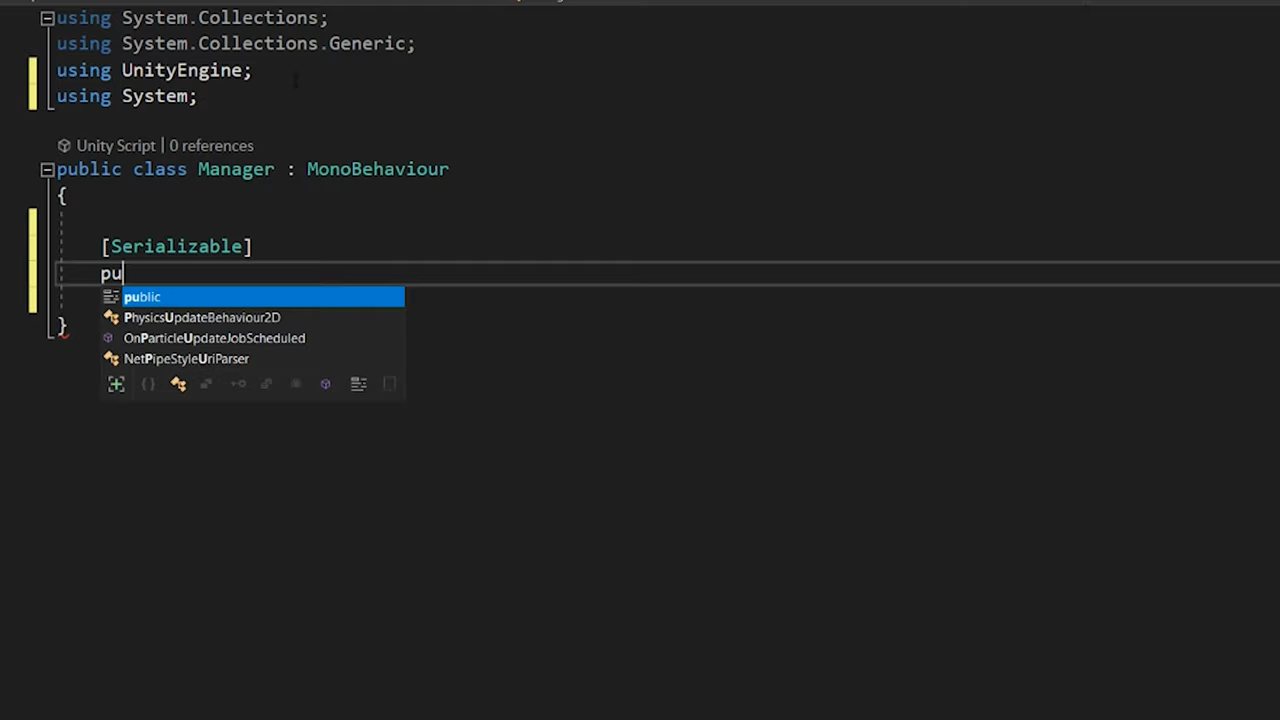 using System.Collections;
using System.Collections.Generic;
using UnityEngine;
using System;
Unity Script | 0 references
public class Manager : MonoBehaviour
{
[Serializable]
pu
public
PhysicsUpdateBehaviour2D
OnParticleUpdateJobScheduled
NetPipeStyleUriParser
}